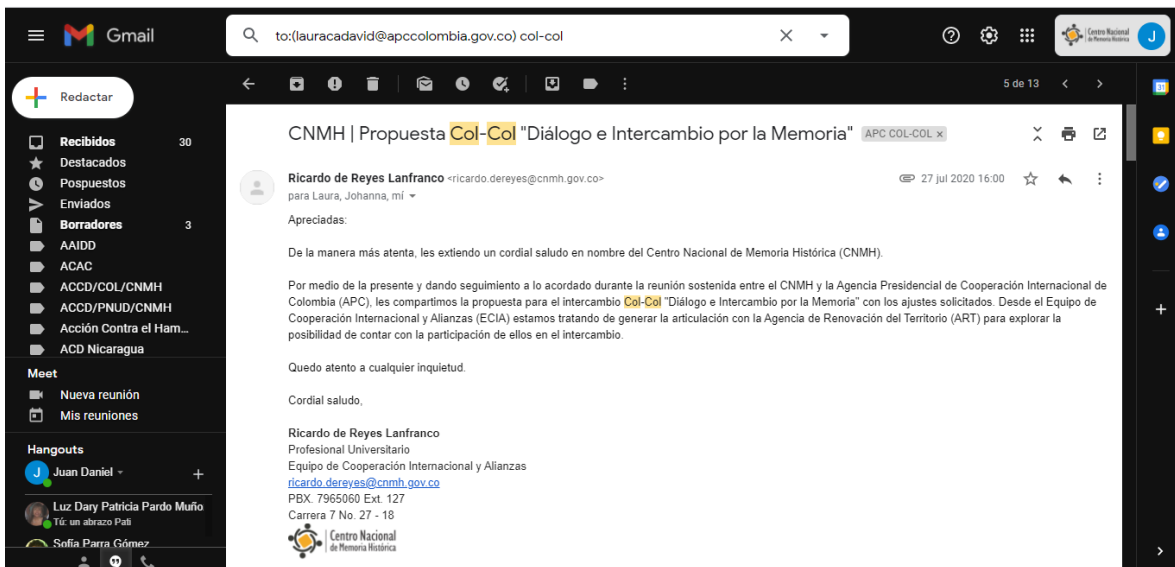 Gmail
to:(lauracadavid@apccolombia.gov.co) col-col
Centro Nacional
de Memoria Histórica
J
Redactar
5 de 13
31
Recibidos 30
Destacados
Pospuestos
Enviados
Borradores 3
AAIDD
ACAC
ACCD/COL/CNMH
ACCD/PNUD/CNMH
Acción Contra el Ham...
ACD Nicaragua
Meet
Nueva reunión
Mis reuniones
Hangouts
J Juan Daniel
Luz Dary Patricia Pardo Muño
Tú: un abrazo Pati
Sofía Parra Gómez
CNMH | Propuesta Col-Col "Diálogo e Intercambio por la Memoria" APC COL-COL x
Ricardo de Reyes Lanfranco <ricardo.dereyes@cnmh.gov.co> 27 jul 2020 16:00
para Laura, Johanna, mí
Apreciadas:
De la manera más atenta, les extiendo un cordial saludo en nombre del Centro Nacional de Memoria Histórica (CNMH).
Por medio de la presente y dando seguimiento a lo acordado durante la reunión sostenida entre el CNMH y la Agencia Presidencial de Cooperación Internacional de
Colombia (APC), les compartimos la propuesta para el intercambio Col-Col "Diálogo e Intercambio por la Memoria" con los ajustes solicitados. Desde el Equipo de
Cooperación Internacional y Alianzas (ECIA) estamos tratando de generar la articulación con la Agencia de Renovación del Territorio (ART) para explorar la
posibilidad de contar con la participación de ellos en el intercambio.
Quedo atento a cualquier inquietud.
Cordial saludo,
Ricardo de Reyes Lanfranco
Profesional Universitario
Equipo de Cooperación Internacional y Alianzas
ricardo.dereyes@cnmh.gov.co
PBX. 7965060 Ext. 127
Carrera 7 No. 27 - 18
Centro Nacional
de Memoria Histórica